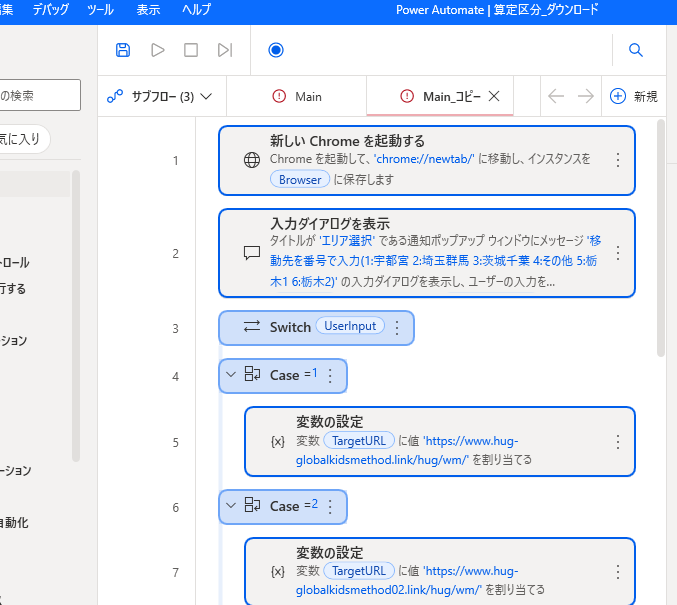 編集 デバッグ ツール 表示 ヘルプ Power Automate | 算定区分_ダウンロード
の検索
サブフロー (3) Main Main_コピー 新規
気に入り
1 新しい Chrome を起動する
Chrome を起動して、'chrome://newtab/' に移動し、インスタンスを
Browser に保存します
2 入力ダイアログを表示
タイトルが 'エリア選択' である通知ポップアップ ウィンドウにメッセージ '移
動先を番号で入力(1:宇都宮 2:埼玉群馬 3:茨城千葉 4:その他 5:栃
木1 6:栃木2)' の入力ダイアログを表示し、ユーザーの入力を...
トロール
行する
3 Switch UserInput
ション
4 Case =1
5 変数の設定
{x} 変数 TargetURL に値 'https://www.hug-
globalkidsmethod.link/hug/wm/' を割り当てる
ーション
6 Case =2
自動化
7 変数の設定
{x} 変数 TargetURL に値 'https://www.hug-
globalkidsmethod02.link/hug/wm/' を割り当てる